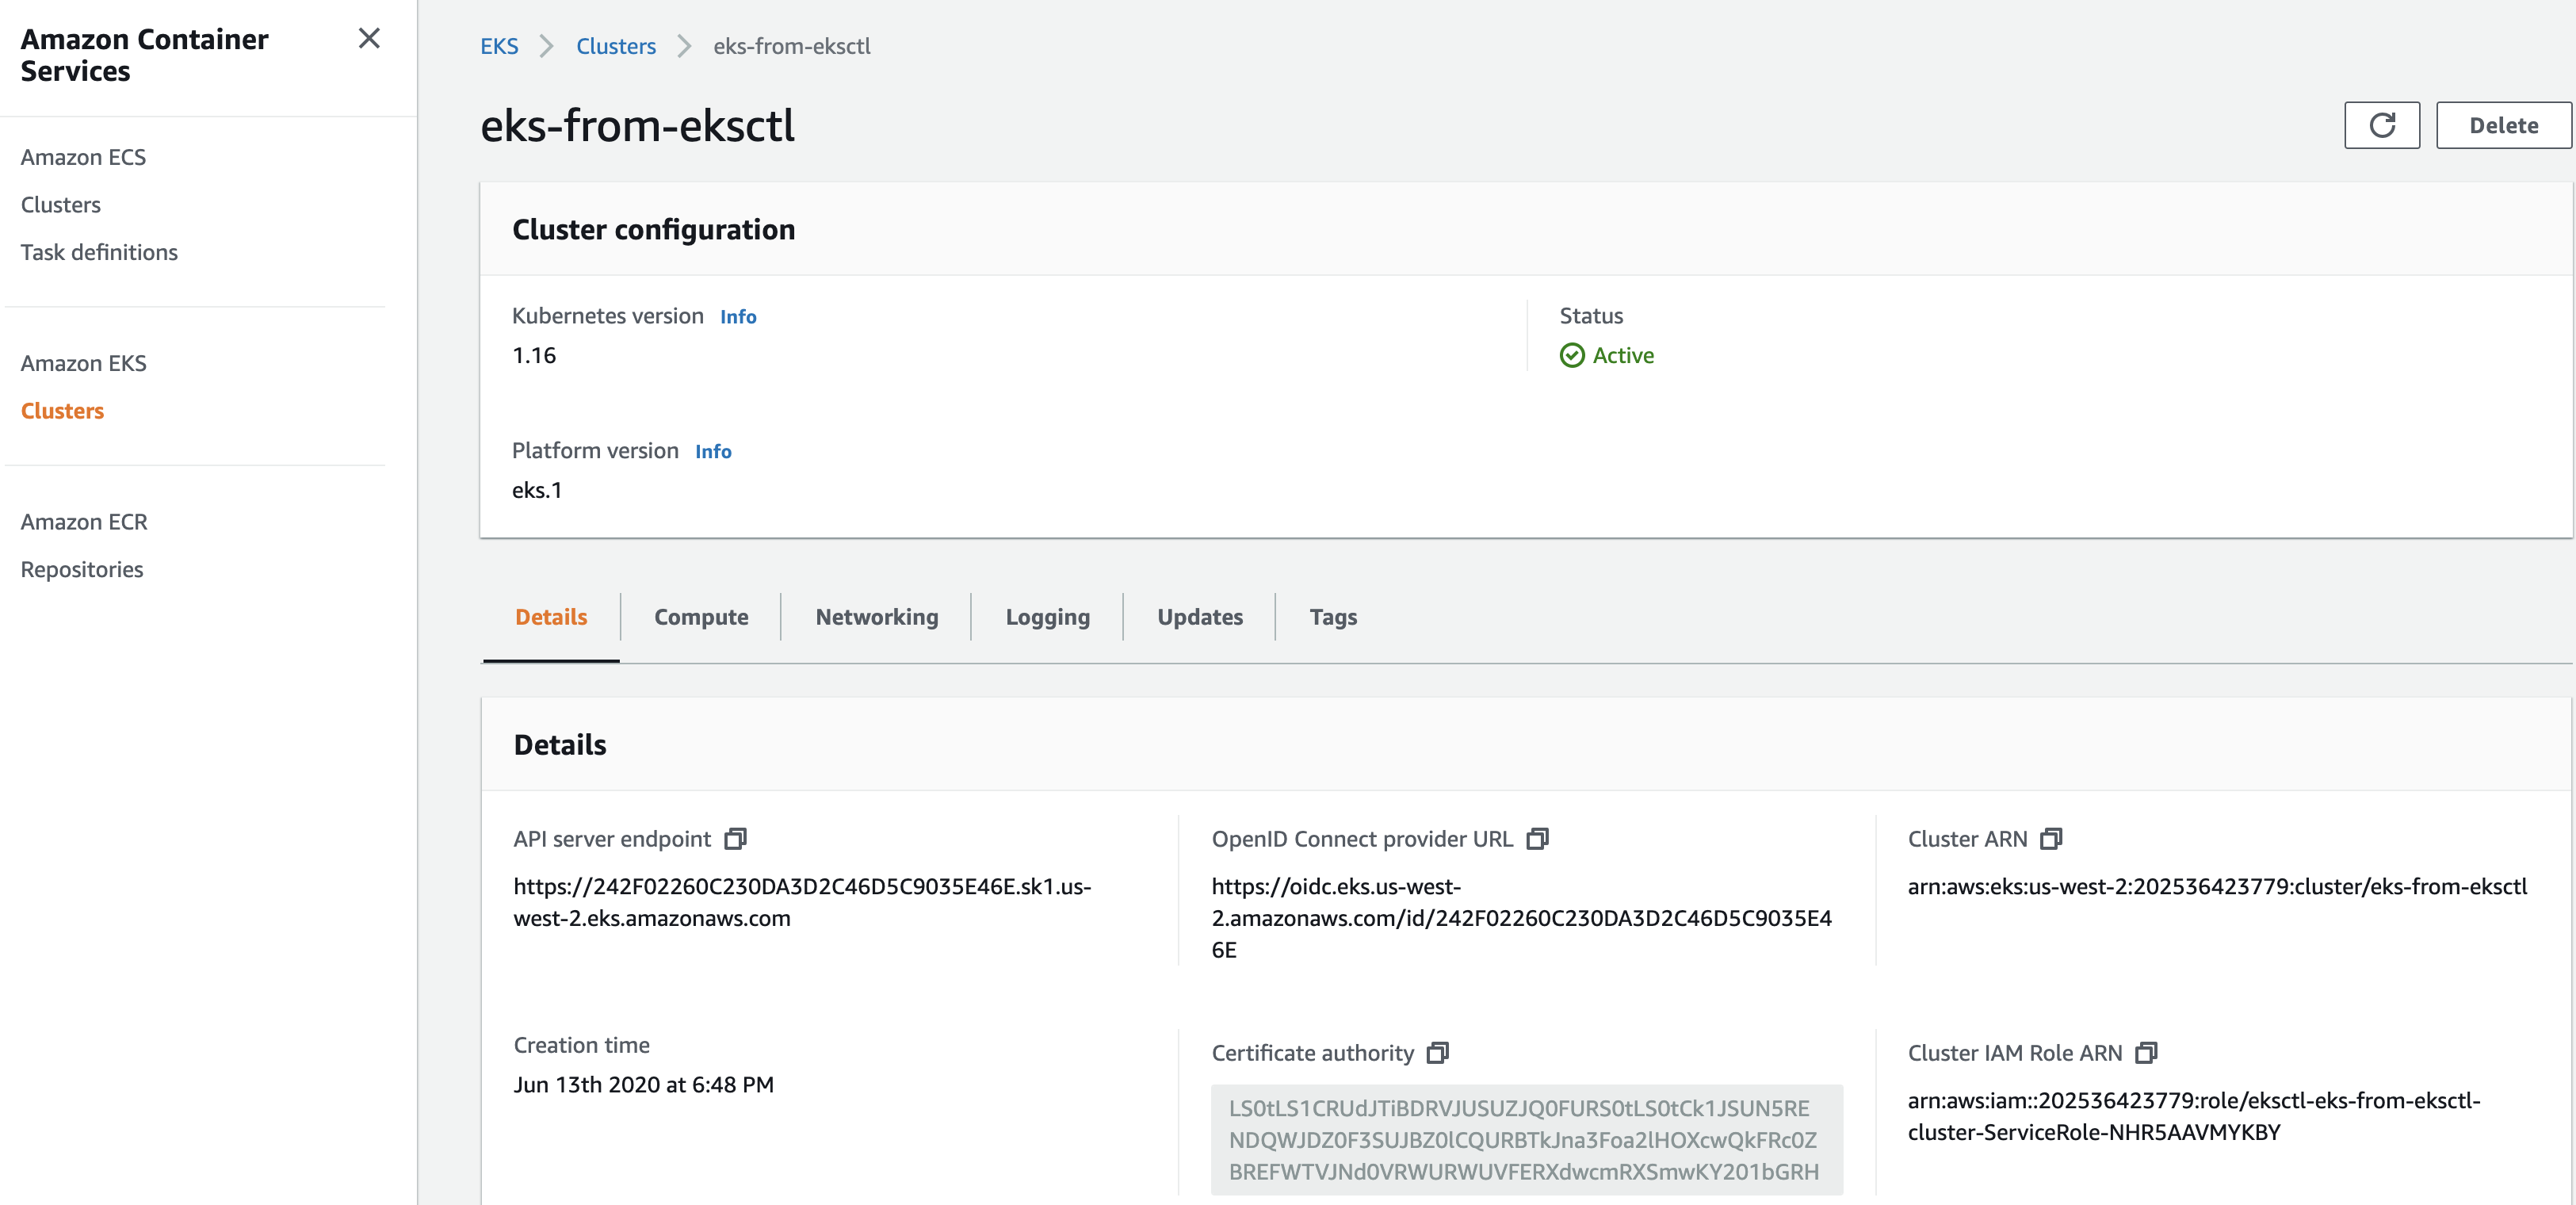 Amazon Container
Services
Amazon ECS
Clusters
Task definitions
Amazon EKS
Clusters
Amazon ECR
Repositories
EKS
Clusters
eks-from-eksctl
eks-from-eksctl
Delete
Cluster configuration
Kubernetes version Info
1.16
Status
Active
Platform version Info
eks.1
Details
Compute
Networking
Logging
Updates
Tags
Details
API server endpoint
https://242F02260C230DA3D2C46D5C9035E46E.sk1.us-
west-2.eks.amazonaws.com
OpenID Connect provider URL
https://oidc.eks.us-west-
2.amazonaws.com/id/242F02260C230DA3D2C46D5C9035E4
6E
Cluster ARN
arn:aws:eks:us-west-2:202536423779:cluster/eks-from-eksctl
Creation time
Jun 13th 2020 at 6:48 PM
Certificate authority
LS0tLS1CRUdJTiBDRVJUSUZJQ0FURS0tLS0tCk1JSUN5RE
NDQWJDZ0F3SUJBZ0lCQURBTkJna3Foa2lHOXcwQkFRc0Z
BREFWTVJNd0VRWURWUVFERXdwcmRXSmwKY201bGRH
Cluster IAM Role ARN
arn:aws:iam::202536423779:role/eksctl-eks-from-eksctl-
cluster-ServiceRole-NHR5AAVMYKBY